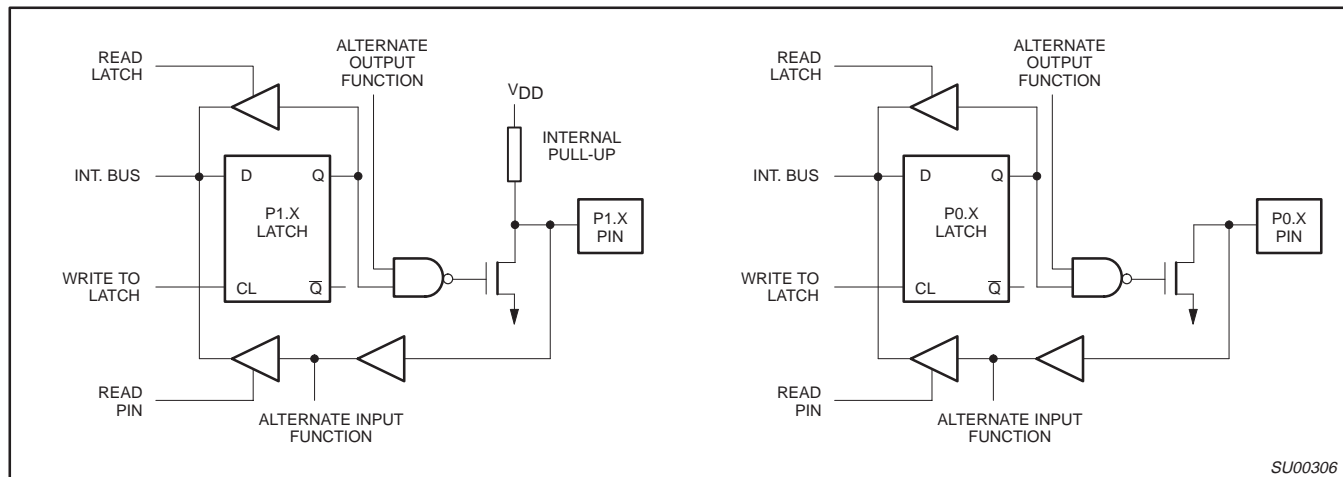 READ
LATCH
ALTERNATE
OUTPUT
FUNCTION
VDD
INTERNAL
PULL-UP
INT. BUS
D
Q
P1.X
LATCH
P1.X
PIN
WRITE TO
LATCH
CL
Q
READ
PIN
ALTERNATE INPUT
FUNCTION
READ
LATCH
ALTERNATE
OUTPUT
FUNCTION
INT. BUS
D
Q
P0.X
LATCH
P0.X
PIN
WRITE TO
LATCH
CL
Q
READ
PIN
ALTERNATE INPUT
FUNCTION
SU00306